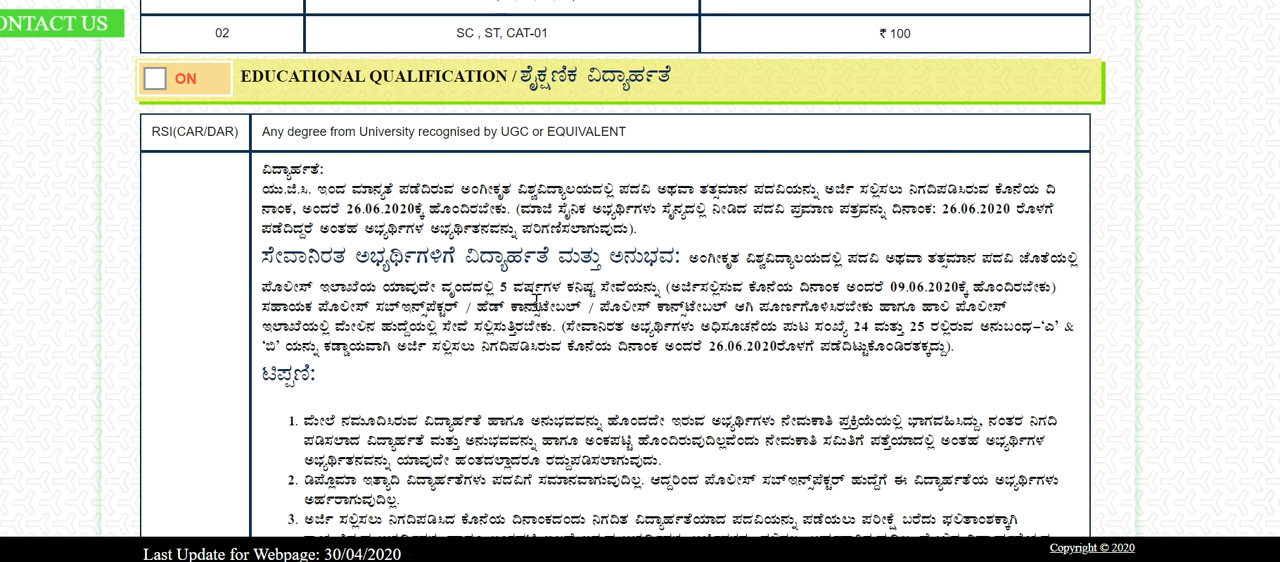 ONTACT US
02 SC , ST, CAT-01 ₹ 100
ON EDUCATIONAL QUALIFICATION / ಶೈಕ್ಷಣಿಕ ವಿದ್ಯಾರ್ಹತೆ
RSI(CAR/DAR) Any degree from University recognised by UGC or EQUIVALENT
ವಿದ್ಯಾರ್ಹತೆ:
ಯು.ಜಿ.ಸಿ. ಇಂದ ಮಾನ್ಯತೆ ಪಡೆದಿರುವ ಅಂಗೀಕೃತ ವಿಶ್ವವಿದ್ಯಾಲಯದಲ್ಲಿ ಪದವಿ ಅಥವಾ ತತ್ಸಮಾನ ಪದವಿಯನ್ನು ಅರ್ಜಿ ಸಲ್ಲಿಸಲು ನಿಗದಿಪಡಿಸಿರುವ ಕೊನೆಯ ದಿ
ನಾಂಕ, ಅಂದರೆ 26.06.2020ಕ್ಕೆ ಹೊಂದಿರಬೇಕು. (ಮಾಜಿ ಸೈನಿಕ ಅಭ್ಯರ್ಥಿಗಳು ಸೈನ್ಯದಲ್ಲಿ ನೀಡಿದ ಪದವಿ ಪ್ರಮಾಣ ಪತ್ರವನ್ನು ದಿನಾಂಕ: 26.06.2020 ರೊಳಗೆ
ಪಡೆದಿದ್ದರೆ ಅಂತಹ ಅಭ್ಯರ್ಥಿಗಳ ಅಭ್ಯರ್ಥಿತನವನ್ನು ಪರಿಗಣಿಸಲಾಗುವುದು).
ಸೇವಾನಿರತ ಅಭ್ಯರ್ಥಿಗಳಿಗೆ ವಿದ್ಯಾರ್ಹತೆ ಮತ್ತು ಅನುಭವ: ಅಂಗೀಕೃತ ವಿಶ್ವವಿದ್ಯಾಲಯದಲ್ಲಿ ಪದವಿ ಅಥವಾ ತತ್ಸಮಾನ ಪದವಿ ಜೊತೆಯಲ್ಲಿ
ಪೊಲೀಸ್ ಇಲಾಖೆಯ ಯಾವುದೇ ವೃಂದದಲ್ಲಿ 5 ವರ್ಷಗಳ ಕನಿಷ್ಟ ಸೇವೆಯನ್ನು (ಅರ್ಜಿಸಲ್ಲಿಸುವ ಕೊನೆಯ ದಿನಾಂಕ ಅಂದರೆ 09.06.2020ಕ್ಕೆ ಹೊಂದಿರಬೇಕು)
ಸಹಾಯಕ ಪೊಲೀಸ್ ಸಬ್‌ಇನ್ಸ್‌ಪೆಕ್ಟರ್ / ಹೆಡ್ ಕಾನ್ಸ್‌ಟೇಬಲ್ / ಪೊಲೀಸ್ ಕಾನ್ಸ್‌ಟೇಬಲ್ ಆಗಿ ಪೂರ್ಣಗೊಳಿಸಿರಬೇಕು ಹಾಗೂ ಹಾಲಿ ಪೊಲೀಸ್
ಇಲಾಖೆಯಲ್ಲಿ ಮೇಲಿನ ಹುದ್ದೆಯಲ್ಲಿ ಸೇವೆ ಸಲ್ಲಿಸುತ್ತಿರಬೇಕು. (ಸೇವಾನಿರತ ಅಭ್ಯರ್ಥಿಗಳು ಅಧಿಸೂಚನೆಯ ಪುಟ ಸಂಖ್ಯೆ 24 ಮತ್ತು 25 ರಲ್ಲಿರುವ ಅನುಬಂಧ-'ಎ' &
'ಬಿ' ಯನ್ನು ಕಡ್ಡಾಯವಾಗಿ ಅರ್ಜಿ ಸಲ್ಲಿಸಲು ನಿಗದಿಪಡಿಸಿರುವ ಕೊನೆಯ ದಿನಾಂಕ ಅಂದರೆ 26.06.2020ರೊಳಗೆ ಪಡೆದಿಟ್ಟುಕೊಂಡಿರತಕ್ಕದ್ದು).
ಟಿಪ್ಪಣಿ:
1. ಮೇಲೆ ನಮೂದಿಸಿರುವ ವಿದ್ಯಾರ್ಹತೆ ಹಾಗೂ ಅನುಭವವನ್ನು ಹೊಂದದೇ ಇರುವ ಅಭ್ಯರ್ಥಿಗಳು ನೇಮಕಾತಿ ಪ್ರಕ್ರಿಯೆಯಲ್ಲಿ ಭಾಗವಹಿಸಿದ್ದು, ನಂತರ ನಿಗದಿ
ಪಡಿಸಲಾದ ವಿದ್ಯಾರ್ಹತೆ ಮತ್ತು ಅನುಭವವನ್ನು ಹಾಗೂ ಅಂಕಪಟ್ಟಿ ಹೊಂದಿರುವುದಿಲ್ಲವೆಂದು ನೇಮಕಾತಿ ಸಮಿತಿಗೆ ಪತ್ತೆಯಾದಲ್ಲಿ ಅಂತಹ ಅಭ್ಯರ್ಥಿಗಳ
ಅಭ್ಯರ್ಥಿತನವನ್ನು ಯಾವುದೇ ಹಂತದಲ್ಲಾದರೂ ರದ್ದುಪಡಿಸಲಾಗುವುದು.
2. ಡಿಪ್ಲೊಮಾ ಇತ್ಯಾದಿ ವಿದ್ಯಾರ್ಹತೆಗಳು ಪದವಿಗೆ ಸಮಾನವಾಗುವುದಿಲ್ಲ. ಆದ್ದರಿಂದ ಪೊಲೀಸ್ ಸಬ್‌ಇನ್ಸ್‌ಪೆಕ್ಟರ್ ಹುದ್ದೆಗೆ ಈ ವಿದ್ಯಾರ್ಹತೆಯ ಅಭ್ಯರ್ಥಿಗಳು
ಅರ್ಹರಾಗುವುದಿಲ್ಲ.
3. ಅರ್ಜಿ ಸಲ್ಲಿಸಲು ನಿಗದಿಪಡಿಸಿದ ಕೊನೆಯ ದಿನಾಂಕದಂದು ನಿಗದಿತ ವಿದ್ಯಾರ್ಹತೆಯಾದ ಪದವಿಯನ್ನು ಪಡೆಯಲು ಪರೀಕ್ಷೆ ಬರೆದು ಫಲಿತಾಂಶಕ್ಕಾಗಿ
Last Update for Webpage: 30/04/2020
Copyright © 2020